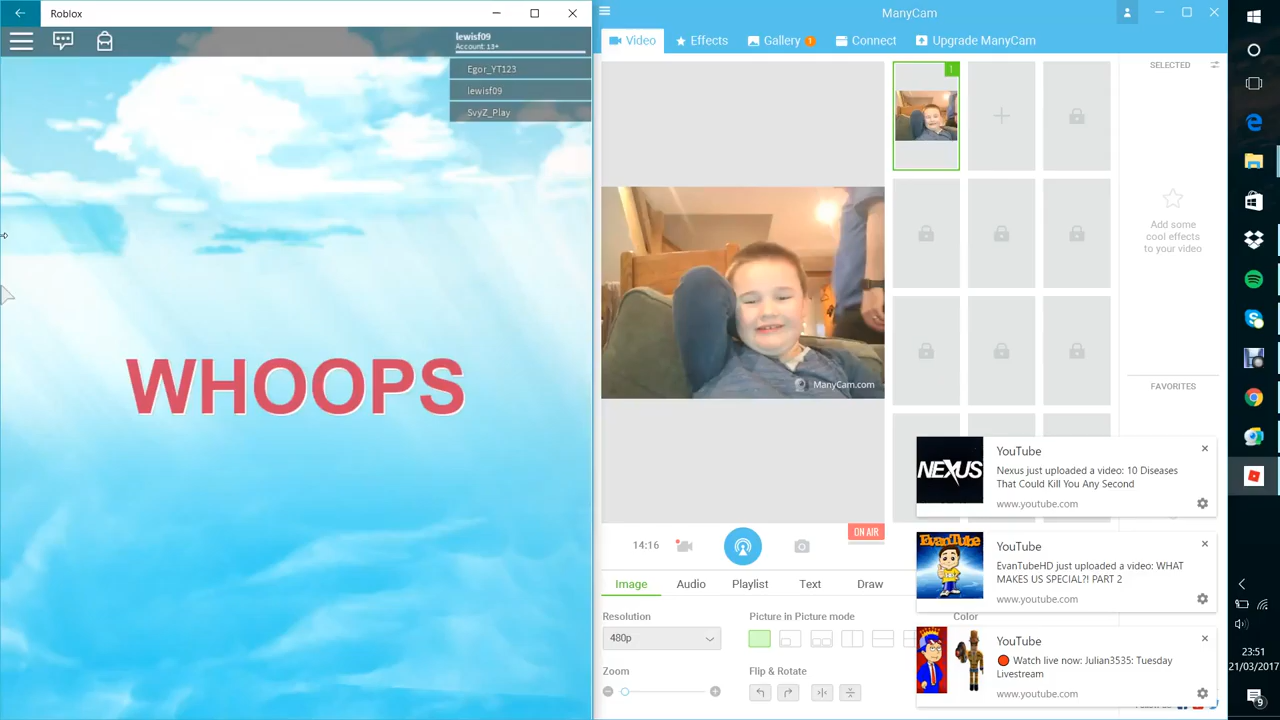 Roblox
lewisf09
Account: 13+
Egor_YT123
lewisf09
SvyZ_Play
WHOOPS
ManyCam
Video
Effects
Gallery
1
Connect
Upgrade ManyCam
1
SELECTED
Add some
cool effects
to your video
ManyCam.com
FAVORITES
ON AIR
14:16
Image
Audio
Playlist
Text
Draw
Resolution
480p
Picture in Picture mode
Color
Zoom
Flip & Rotate
NEXUS
YouTube
Nexus just uploaded a video: 10 Diseases
That Could Kill You Any Second
www.youtube.com
EVANTUBE
YouTube
EvanTubeHD just uploaded a video: WHAT
MAKES US SPECIAL?! PART 2
www.youtube.com
YouTube
🔴 Watch live now: Julian3535: Tuesday
Livestream
www.youtube.com
23:51
21/03/2017
9